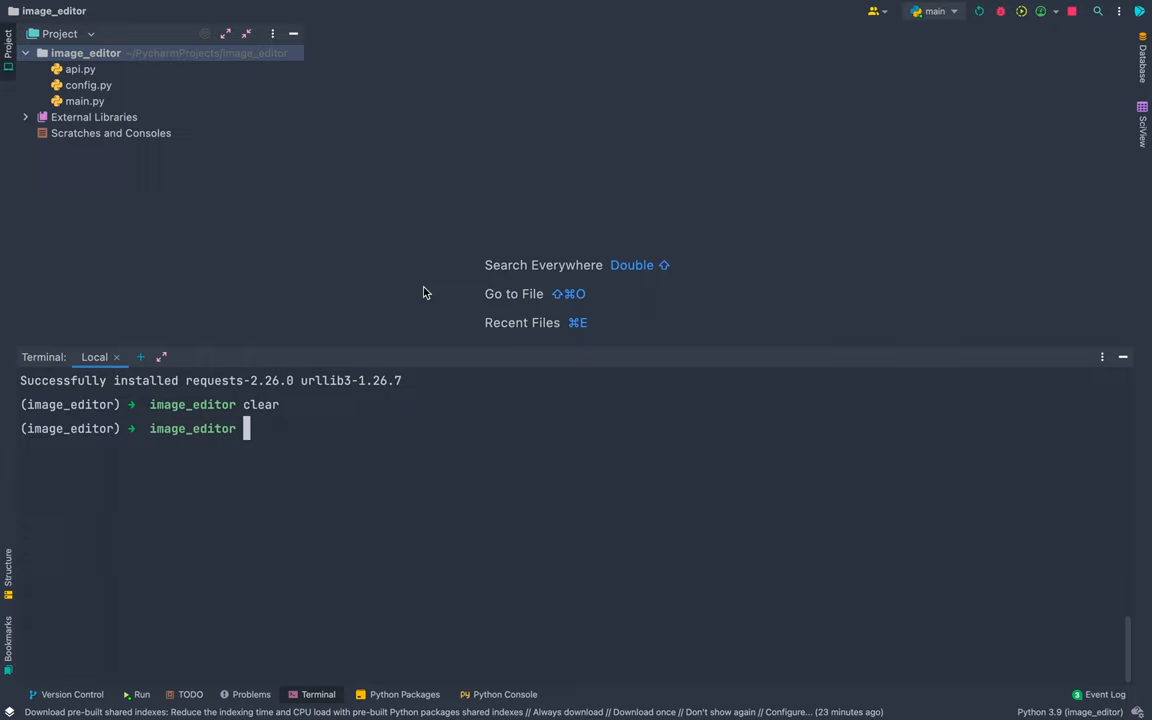 image_editor
main
Project
Project
image_editor ~/PycharmProjects/image_editor
api.py
config.py
main.py
External Libraries
Scratches and Consoles
Database
SciView
Search Everywhere Double ⇧
Go to File ⇧⌘O
Recent Files ⌘E
Terminal: Local × +
Successfully installed requests-2.26.0 urllib3-1.26.7
(image_editor) → image_editor clear
(image_editor) → image_editor
Structure
Bookmarks
Version Control Run TODO Problems Terminal Python Packages Python Console 3 Event Log
Download pre-built shared indexes: Reduce the indexing time and CPU load with pre-built Python packages shared indexes // Always download // Download once // Don't show again // Configure... (23 minutes ago) Python 3.9 (image_editor)